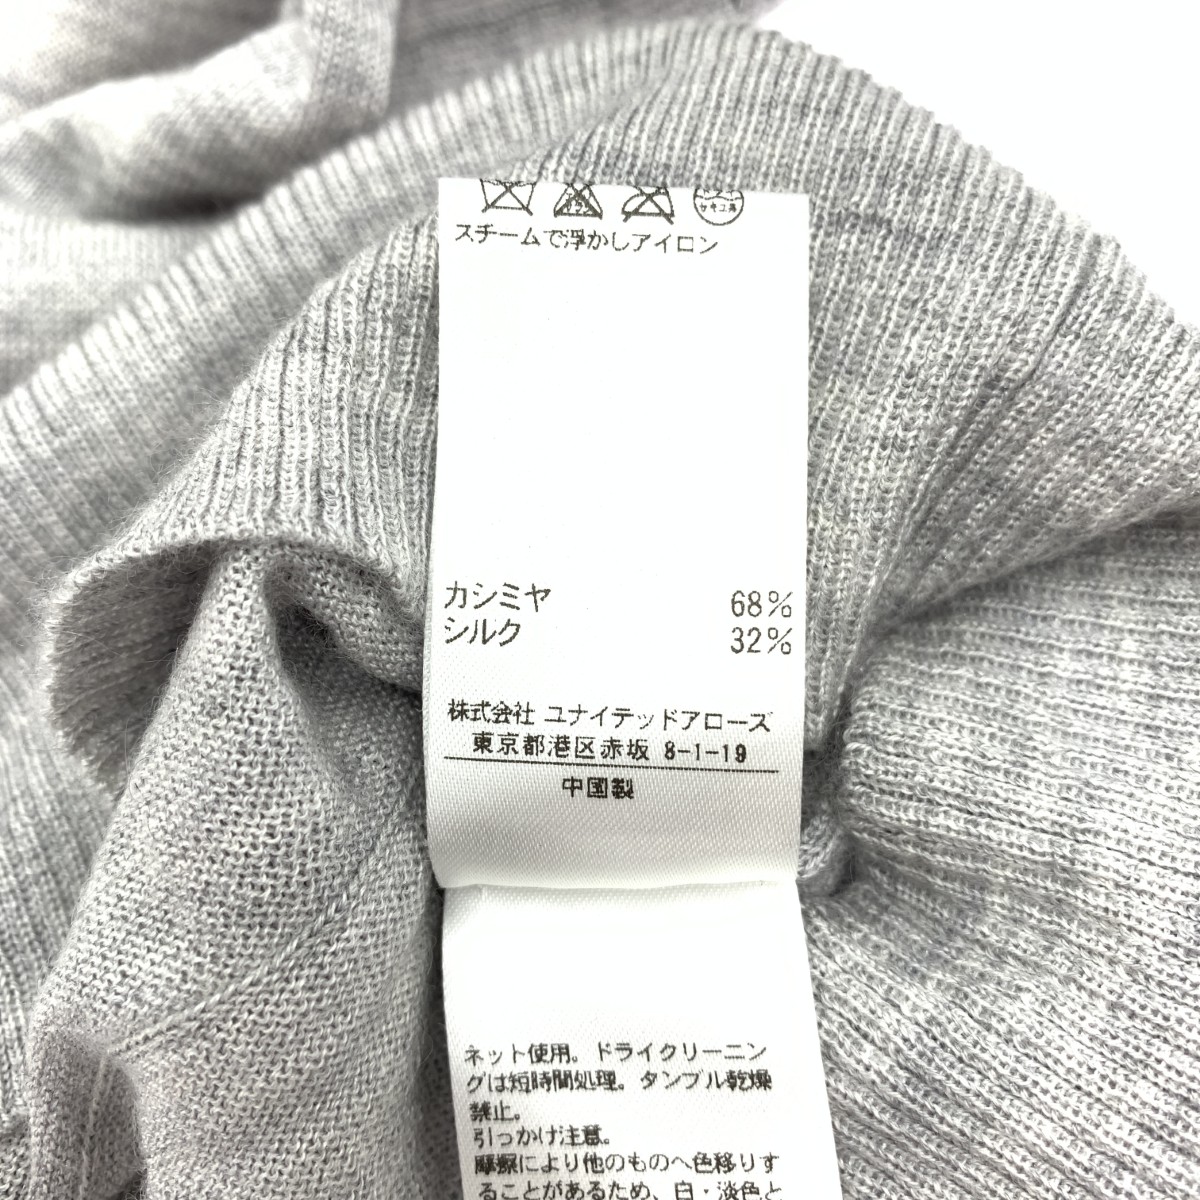 セキユ系
スチームで浮かしアイロン
カシミヤ 68%
シルク 32%
株式会社 ユナイテッドアローズ
東京都港区赤坂 8-1-19
中国製
ネット使用。ドライクリーニン
グは短時間処理。タンブル乾燥
禁止。
引っかけ注意。
摩擦により他のものへ色移りす
ることがあるため、白・淡色と